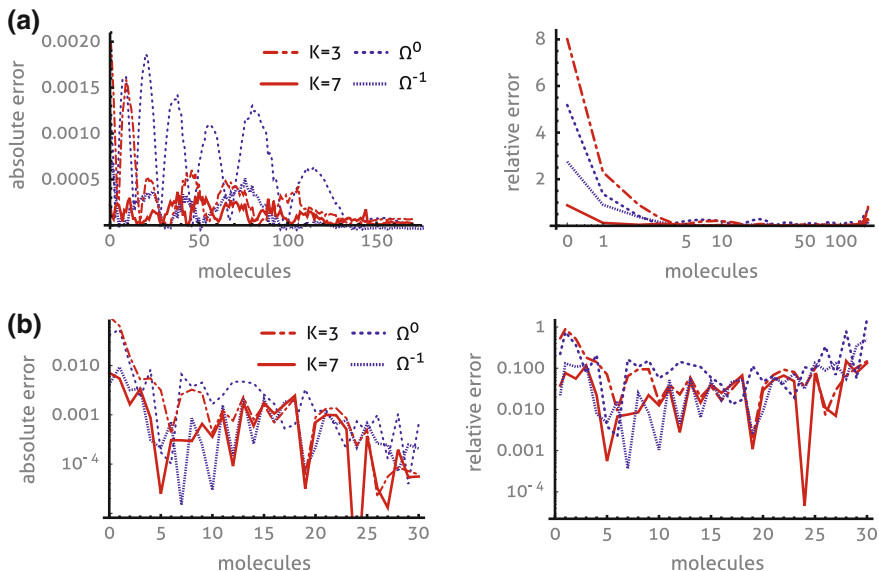 (a)
0.0020
0.0015
0.0010
0.0005
0
absolute error
K=3
Ω⁰
K=7
Ω⁻¹
0
50
100
150
molecules
8
6
4
2
relative error
0
1
5
10
50
100
molecules
(b)
0.010
0.001
10⁻⁴
absolute error
K=3
Ω⁰
K=7
Ω⁻¹
0
5
10
15
20
25
30
molecules
1
0.100
0.010
0.001
10⁻⁴
relative error
0
5
10
15
20
25
30
molecules